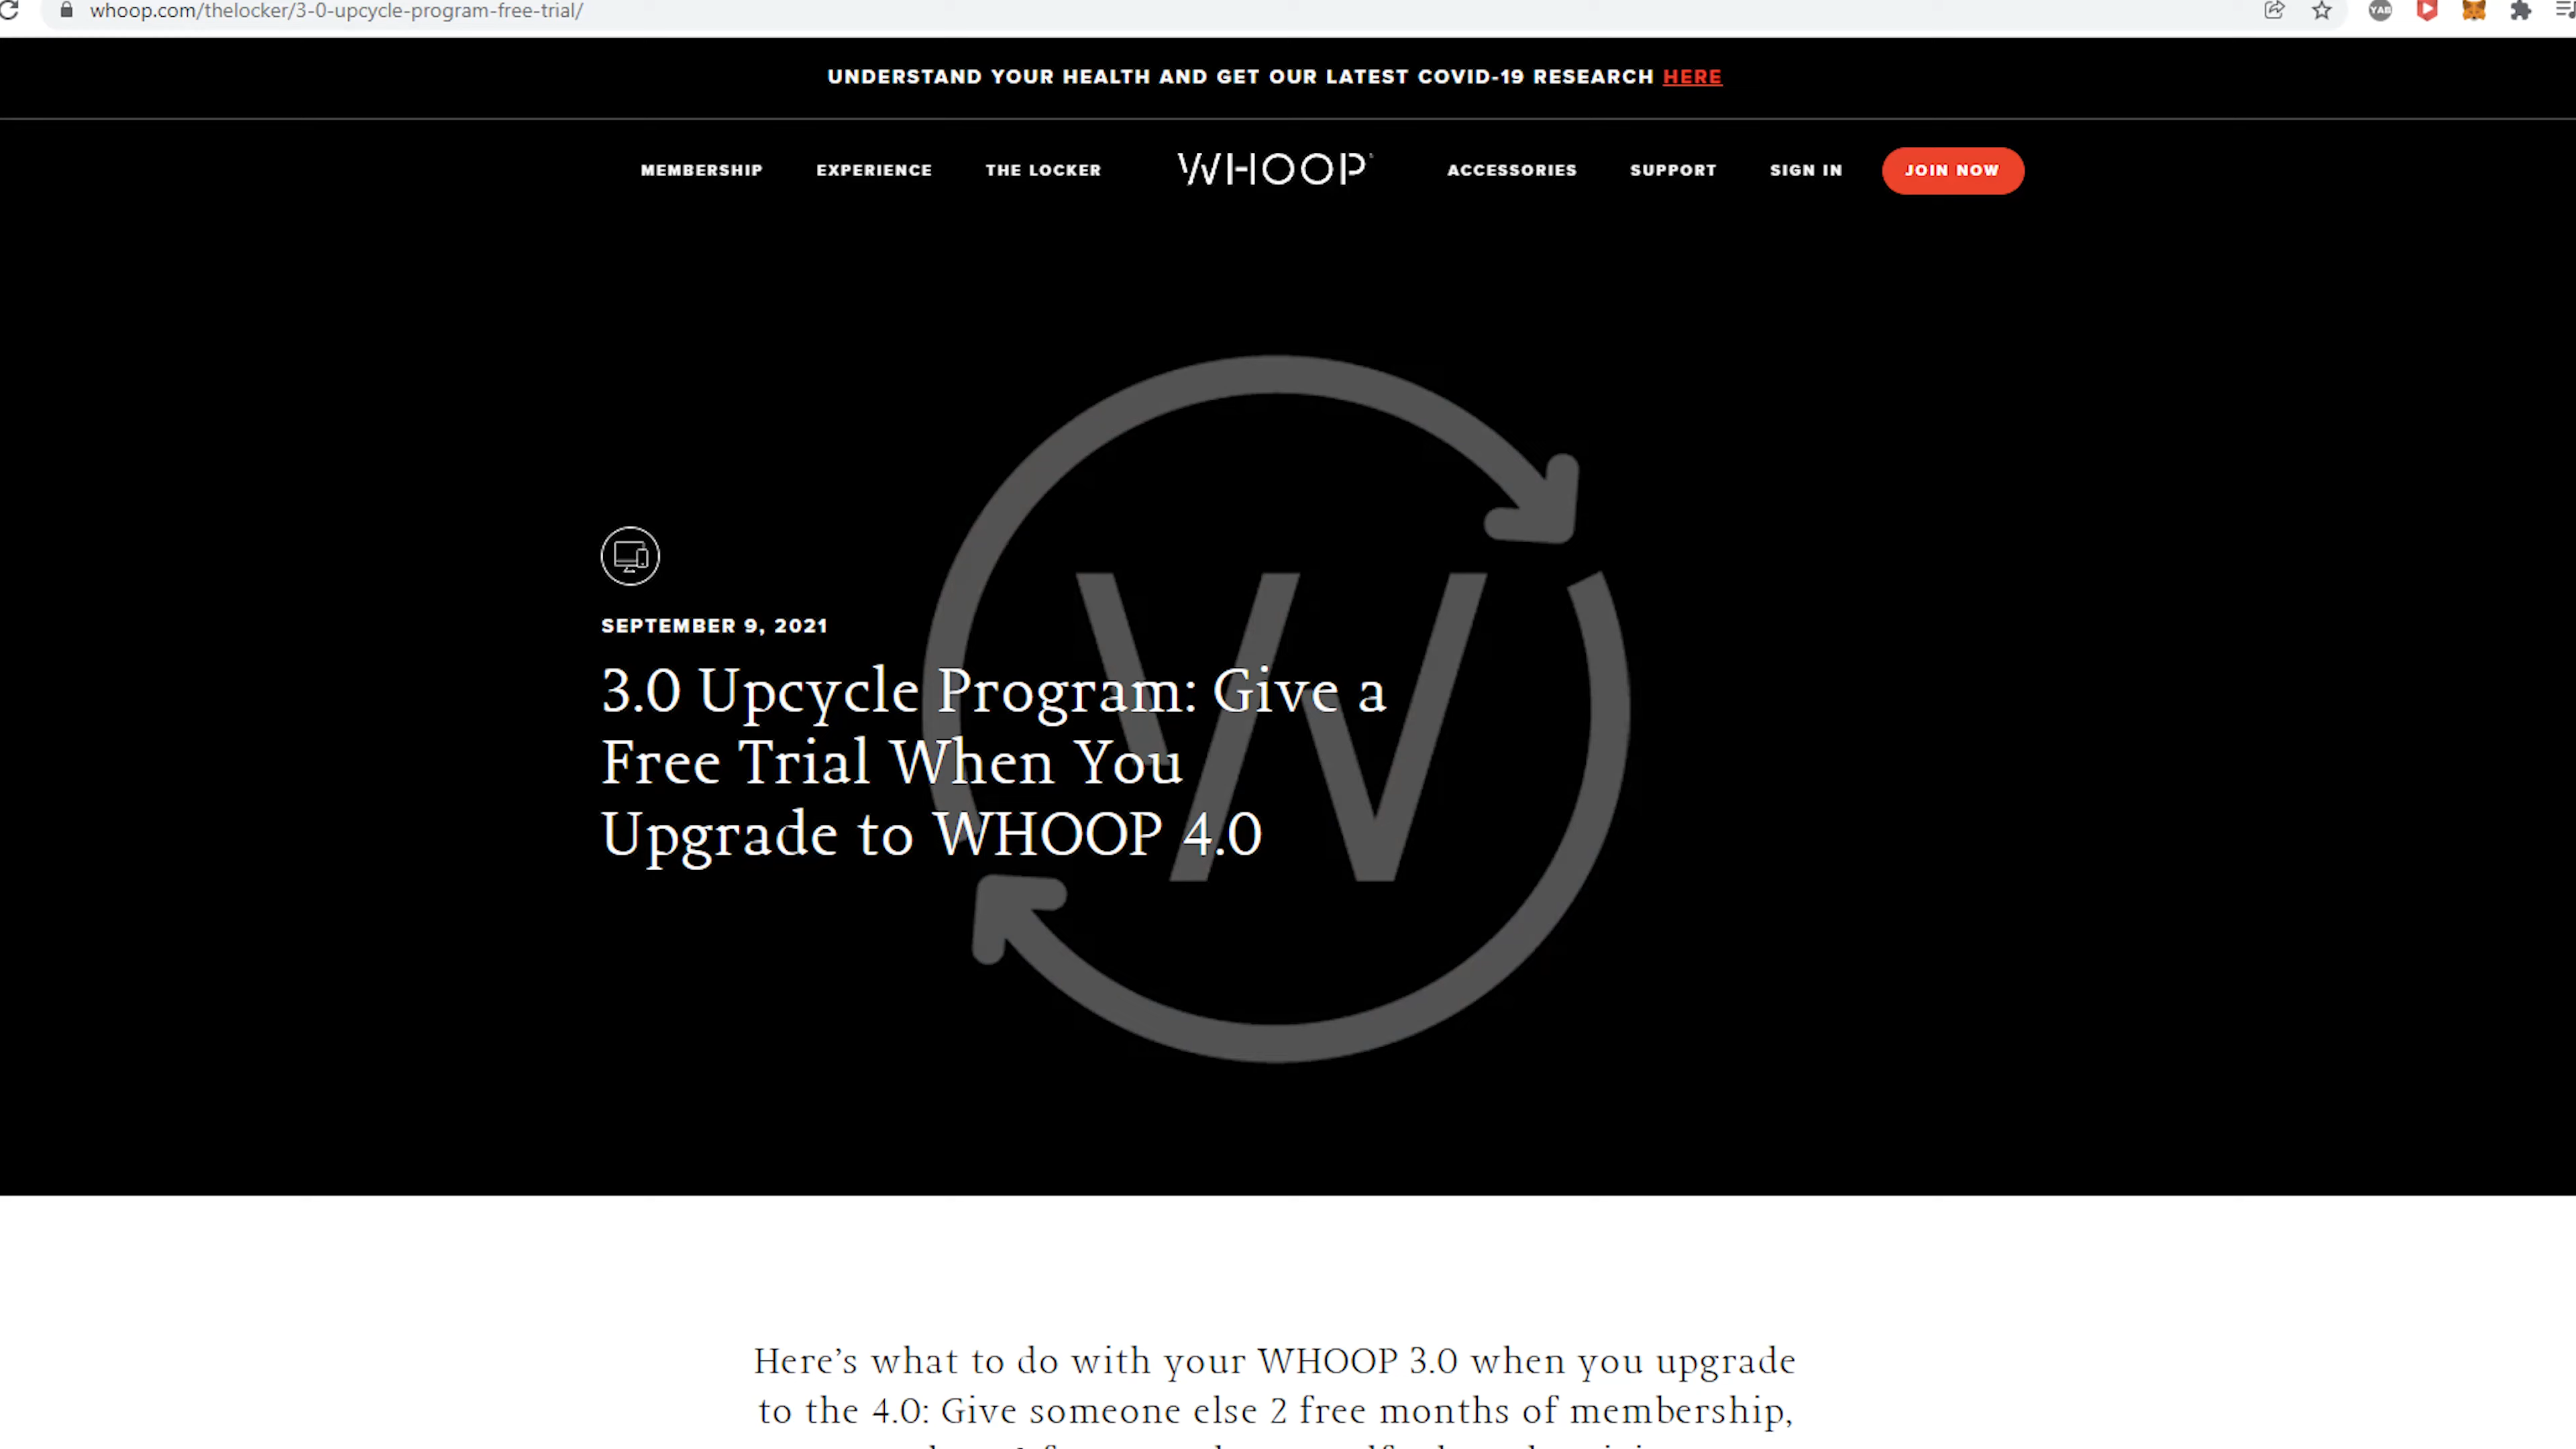 whoop.com/thelocker/3-0-upcycle-program-free-trial/
YAB
UNDERSTAND YOUR HEALTH AND GET OUR LATEST COVID-19 RESEARCH HERE
MEMBERSHIP EXPERIENCE THE LOCKER WHOOP ACCESSORIES SUPPORT SIGN IN JOIN NOW
SEPTEMBER 9, 2021
3.0 Upcycle Program: Give a
Free Trial When You
Upgrade to WHOOP 4.0
W
Here's what to do with your WHOOP 3.0 when you upgrade
to the 4.0: Give someone else 2 free months of membership,